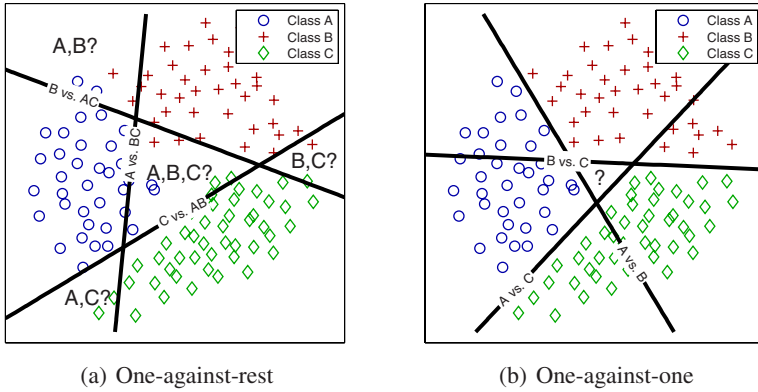 Class A
Class B
Class C
A,B?
B vs. AC
A vs. BC
A,B,C?
B,C?
C vs. AB
A,C?
(a) One-against-rest
Class A
Class B
Class C
B vs. C
?
A vs. C
A vs. B
(b) One-against-one